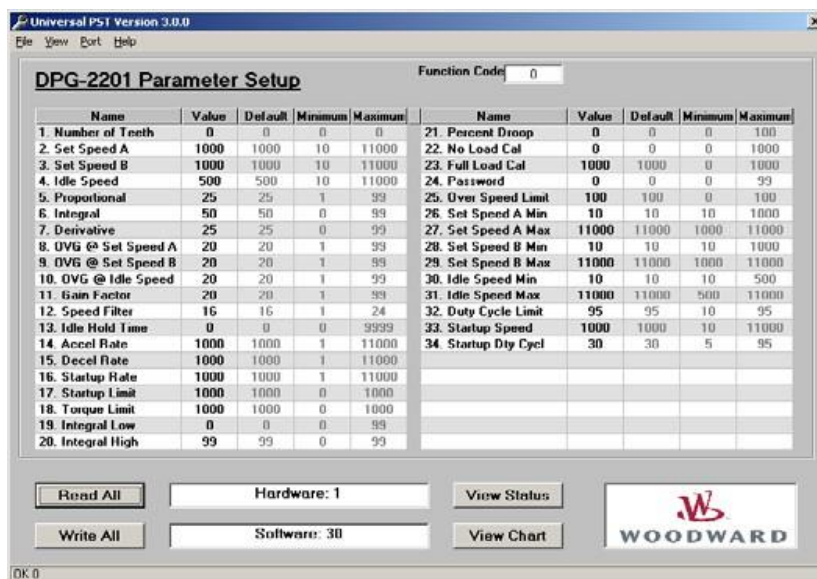 Universal PST Version 3.0.0
File View Port Help
DPG-2201 Parameter Setup
Function Code 0
Name Value Default Minimum Maximum
1. Number of Teeth 0 0 0 0
2. Set Speed A 1000 1000 10 11000
3. Set Speed B 1000 1000 10 11000
4. Idle Speed 500 500 10 11000
5. Proportional 25 25 1 99
6. Integral 50 50 0 99
7. Derivative 25 25 0 99
8. OVG @ Set Speed A 20 20 1 99
9. OVG @ Set Speed B 20 20 1 99
10. OVG @ Idle Speed 20 20 1 99
11. Gain Factor 20 20 1 99
12. Speed Filter 16 16 1 24
13. Idle Hold Time 0 0 0 9999
14. Accel Rate 1000 1000 1 11000
15. Decel Rate 1000 1000 1 11000
16. Startup Rate 1000 1000 1 11000
17. Startup Limit 1000 1000 0 1000
18. Torque Limit 1000 1000 0 1000
19. Integral Low 0 0 0 99
20. Integral High 99 99 0 99
Name Value Default Minimum Maximum
21. Percent Droop 0 0 0 100
22. No Load Cal 0 0 0 1000
23. Full Load Cal 1000 1000 0 1000
24. Password 0 0 0 99
25. Over Speed Limit 100 100 0 100
26. Set Speed A Min 10 10 10 1000
27. Set Speed A Max 11000 11000 1000 11000
28. Set Speed B Min 10 10 10 1000
29. Set Speed B Max 11000 11000 1000 11000
30. Idle Speed Min 10 10 10 500
31. Idle Speed Max 11000 11000 500 11000
32. Duty Cycle Limit 95 95 10 95
33. Startup Speed 1000 1000 10 11000
34. Startup Dty Cycl 30 30 5 95
Read All
Hardware: 1
View Status
Write All
Software: 30
View Chart
WOODWARD
OK 0